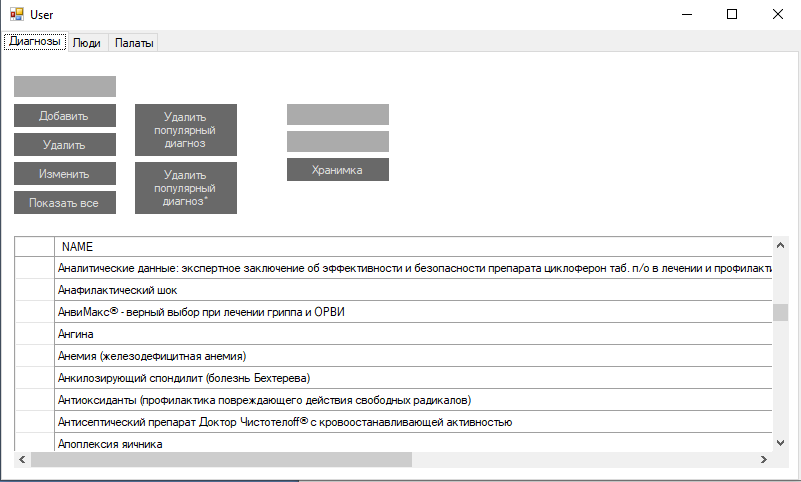 User
Диагнозы Люди Палаты
Добавить
Удалить
Изменить
Показать все
Удалить
популярный
диагноз
Удалить
популярный
диагноз*
Хранимка
NAME
Аналитические данные: экспертное заключение об эффективности и безопасности препарата циклоферон таб. п/о в лечении и профилакти
Анафилактический шок
АнвиМакс® - верный выбор при лечении гриппа и ОРВИ
Ангина
Анемия (железодефицитная анемия)
Анкилозирующий спондилит (болезнь Бехтерева)
Антиоксиданты (профилактика повреждающего действия свободных радикалов)
Антисептический препарат Доктор Чистотелоff® с кровоостанавливающей активностью
Апоплексия яичника